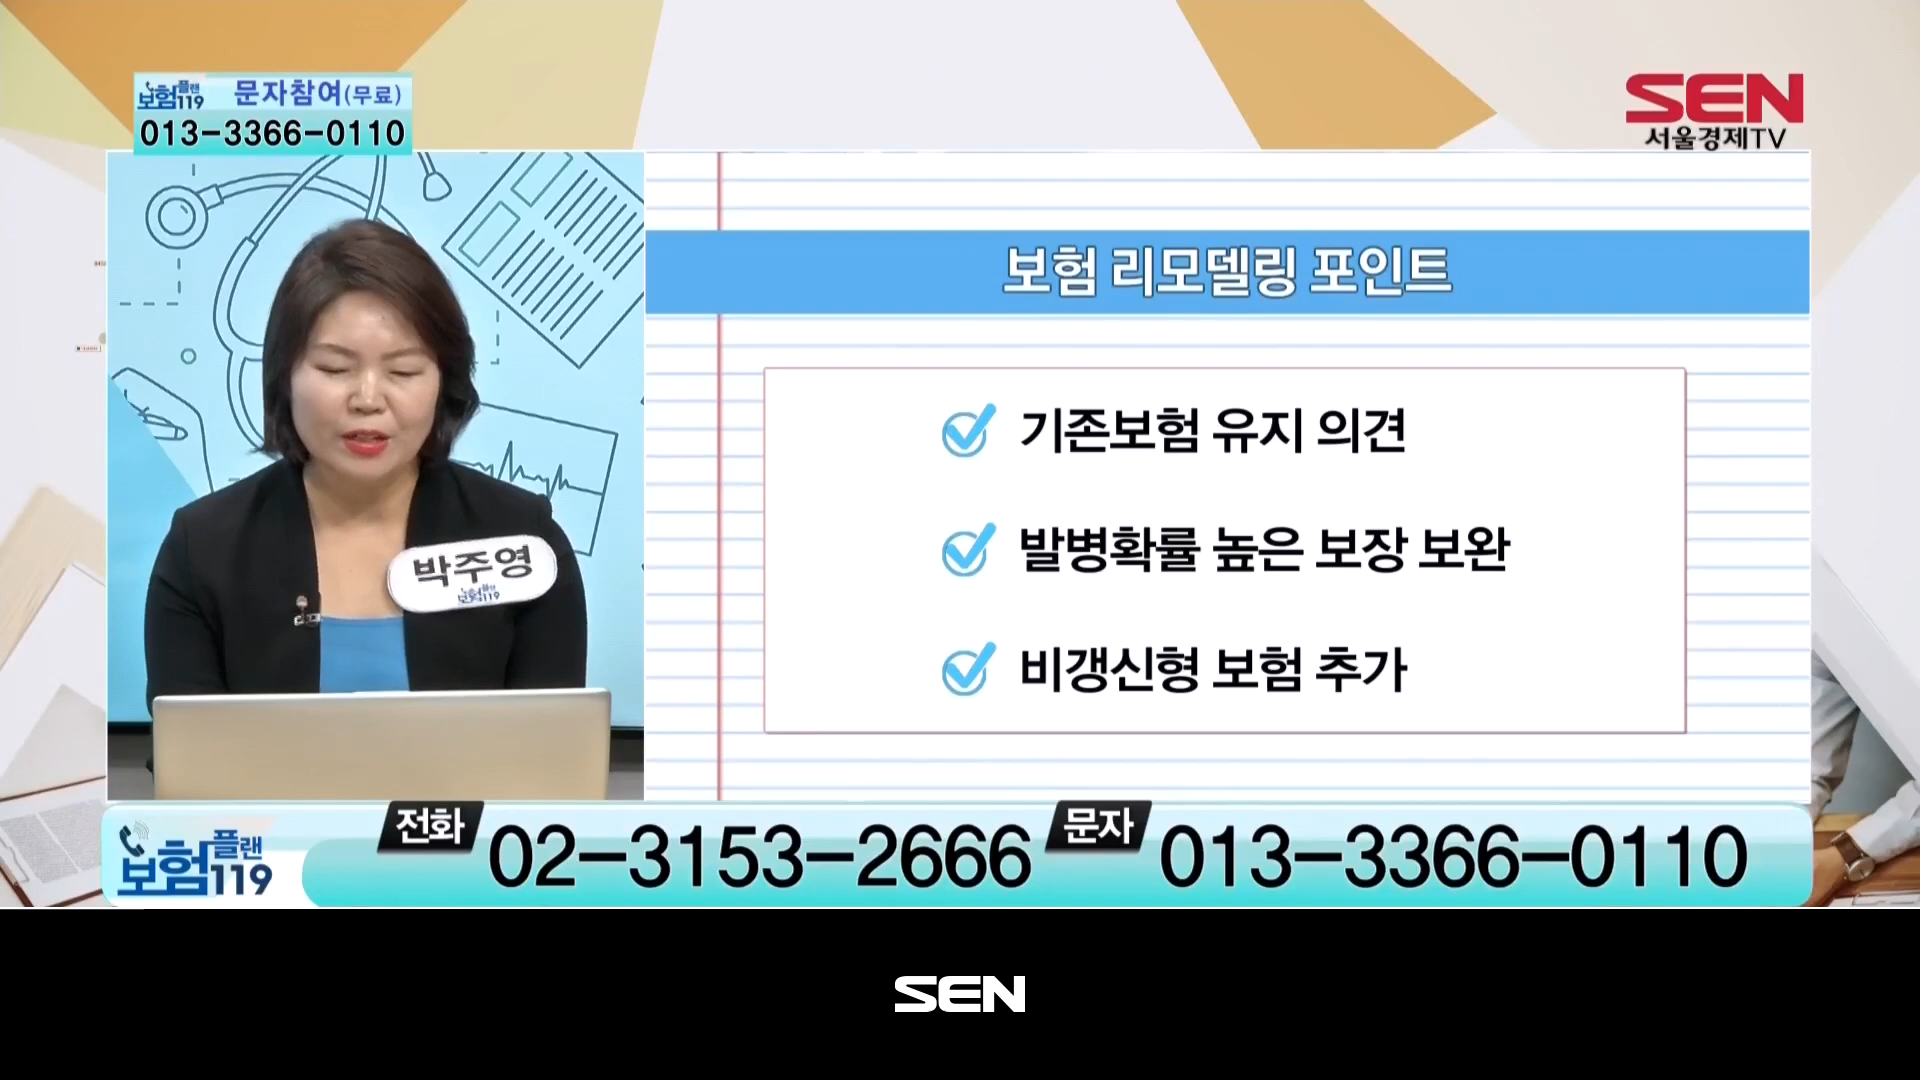 보험플랜119 문자참여(무료)
013-3366-0110
SEN
서울경제TV
보험 리모델링 포인트
기존보험 유지 의견
발병확률 높은 보장 보완
비갱신형 보험 추가
박주영
보험플랜119
보험플랜119 전화 02-3153-2666 문자 013-3366-0110
SEN